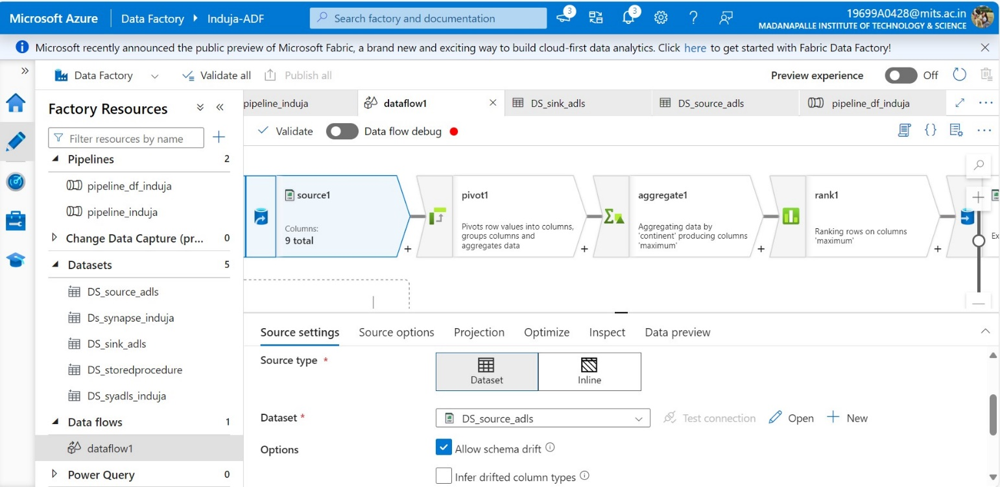 Microsoft Azure
Data Factory
Induja-ADF
Search factory and documentation
3
3
19699A0428@mits.ac.in
MADANAPALLE INSTITUTE OF TECHNOLOGY & SCIENCE
Microsoft recently announced the public preview of Microsoft Fabric, a brand new and exciting way to build cloud-first data analytics. Click here to get started with Fabric Data Factory!
Data Factory
Validate all
Publish all
Preview experience
Off
Factory Resources
Filter resources by name
Pipelines 2
pipeline_df_induja
pipeline_induja
Change Data Capture (pr... 0
Datasets 5
DS_source_adls
Ds_synapse_induja
DS_sink_adls
DS_storedprocedure
DS_syadls_induja
Data flows 1
dataflow1
Power Query 0
pipeline_induja
dataflow1
DS_sink_adls
DS_source_adls
pipeline_df_induja
Validate
Data flow debug
source1
Columns:
9 total
pivot1
Pivots row values into columns,
groups columns and
aggregates data
aggregate1
Aggregating data by
'continent' producing columns
'maximum'
rank1
Ranking rows on columns
'maximum'
Ex
Source settings
Source options
Projection
Optimize
Inspect
Data preview
Source type *
Dataset
Inline
Dataset *
DS_source_adls
Test connection
Open
New
Options
Allow schema drift
Infer drifted column types